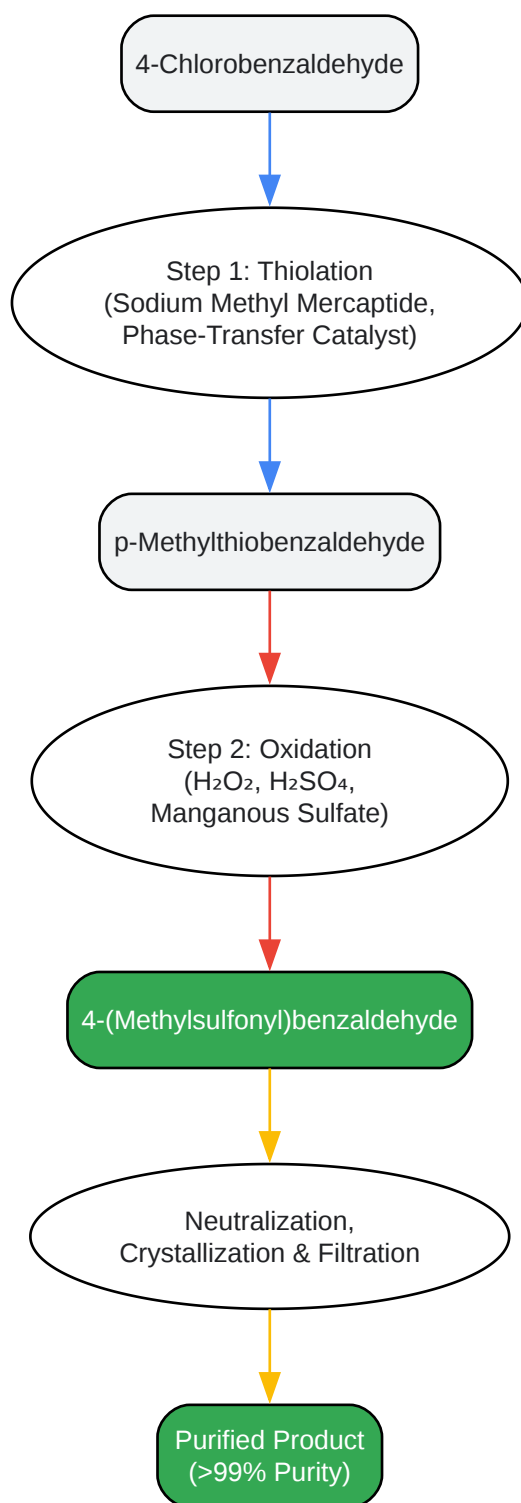 4-Chlorobenzaldehyde
Step 1: Thiolation
(Sodium Methyl Mercaptide,
Phase-Transfer Catalyst)
p-Methylthiobenzaldehyde
Step 2: Oxidation
(H₂O₂, H₂SO₄,
Manganous Sulfate)
4-(Methylsulfonyl)benzaldehyde
Neutralization,
Crystallization & Filtration
Purified Product
(>99% Purity)